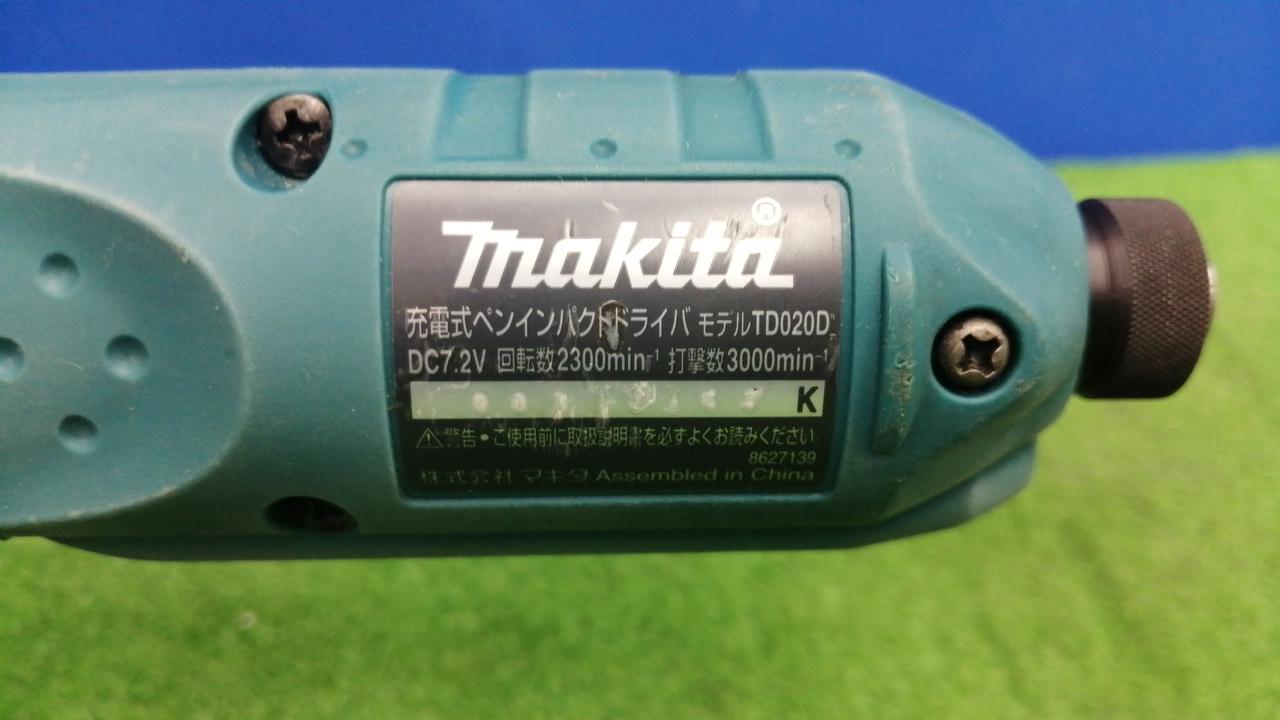 makita®
充電式ペンインパクトドライバ モデルTD020D
DC7.2V 回転数2300min⁻¹ 打撃数3000min⁻¹
K
⚠警告・ご使用前に取扱説明書を必ずよくお読みください
8627139
株式会社 マキタ Assembled in China